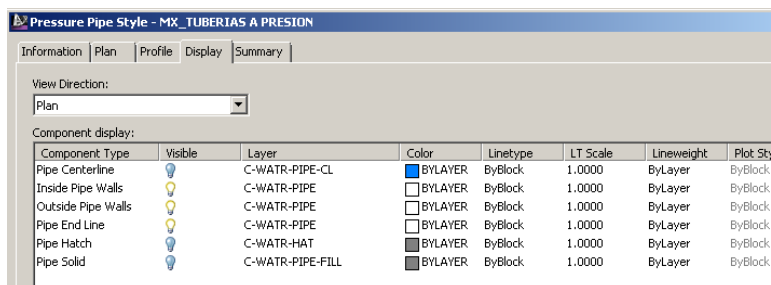 Pressure Pipe Style - MX_TUBERIAS A PRESION
Information Plan Profile Display Summary
View Direction:
Plan
Component display:
Component Type Visible Layer Color Linetype LT Scale Lineweight Plot Sty
Pipe Centerline C-WATR-PIPE-CL BYLAYER ByBlock 1.0000 ByLayer ByBlock
Inside Pipe Walls C-WATR-PIPE BYLAYER ByBlock 1.0000 ByLayer ByBlock
Outside Pipe Walls C-WATR-PIPE BYLAYER ByBlock 1.0000 ByLayer ByBlock
Pipe End Line C-WATR-PIPE BYLAYER ByBlock 1.0000 ByLayer ByBlock
Pipe Hatch C-WATR-HAT BYLAYER ByBlock 1.0000 ByLayer ByBlock
Pipe Solid C-WATR-PIPE-FILL BYLAYER ByBlock 1.0000 ByLayer ByBlock